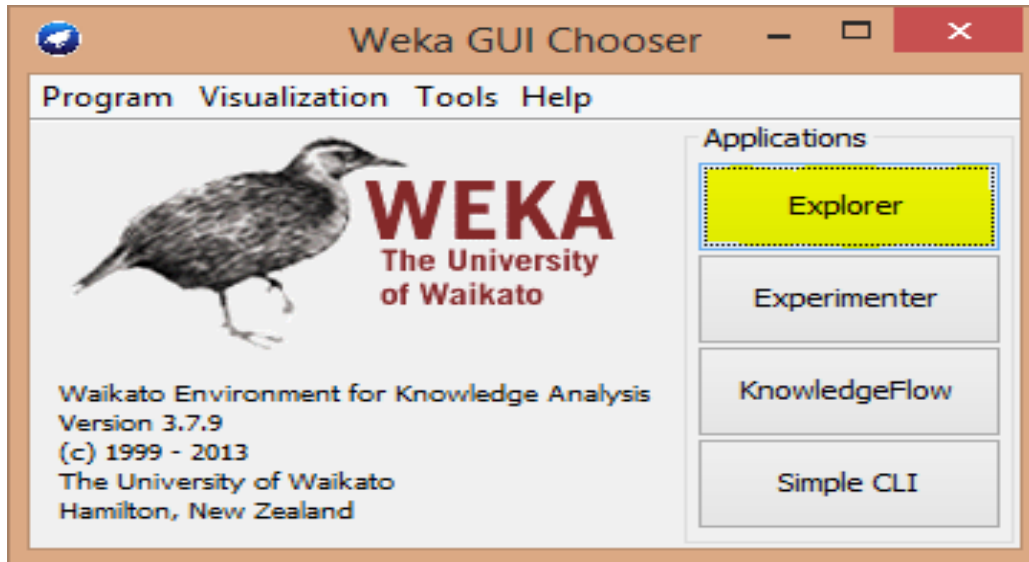 Weka GUI Chooser
Program Visualization Tools Help
WEKA
The University
of Waikato
Waikato Environment for Knowledge Analysis
Version 3.7.9
(c) 1999 - 2013
The University of Waikato
Hamilton, New Zealand
Applications
Explorer
Experimenter
KnowledgeFlow
Simple CLI